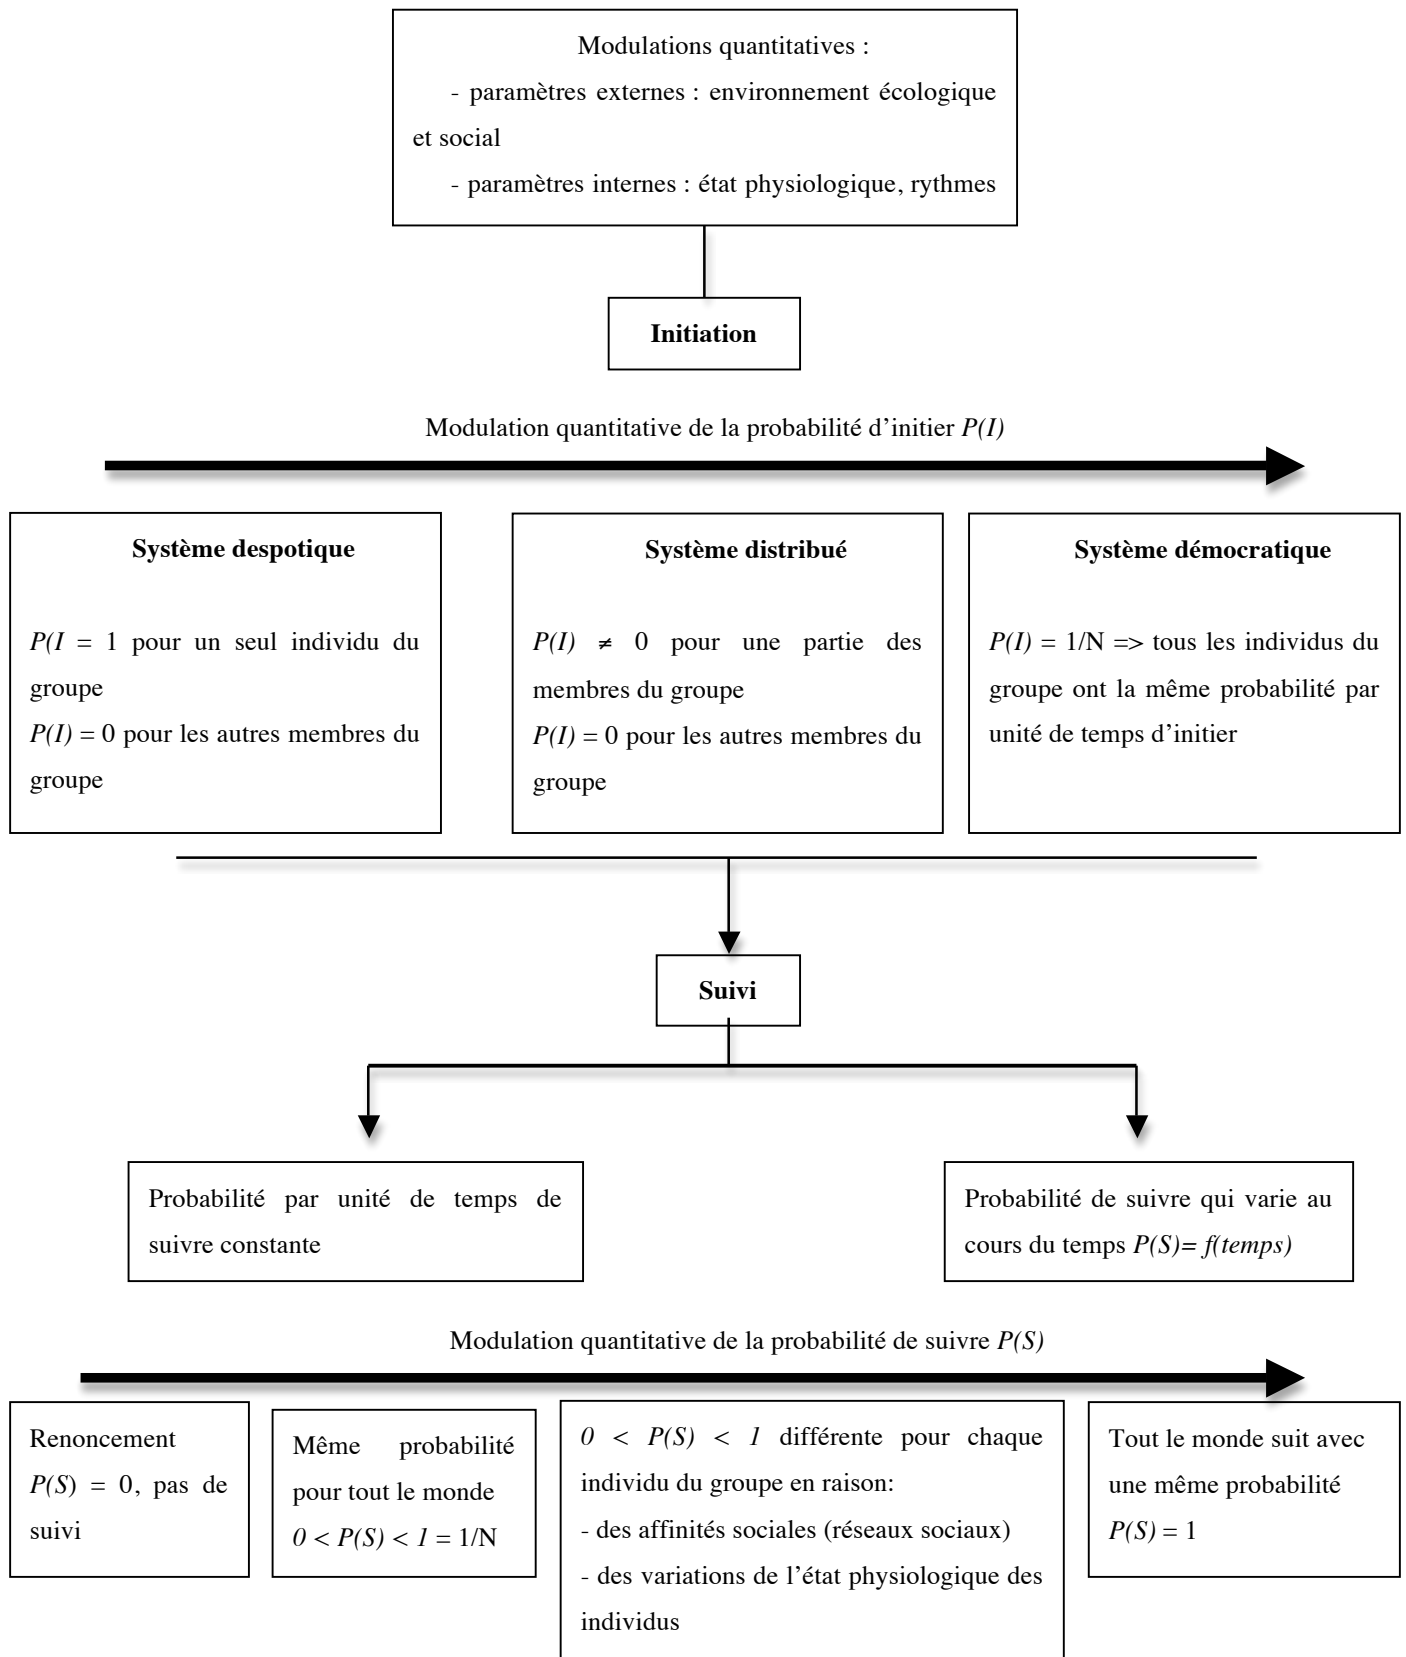 Modulations quantitatives :
- paramètres externes : environnement écologique
et social
- paramètres internes : état physiologique, rythmes
Initiation
Modulation quantitative de la probabilité d’initier P(I)
Système despotique
P(I = 1 pour un seul individu du
groupe
P(I) = 0 pour les autres membres du
groupe
Système distribué
P(I) ≠ 0 pour une partie des
membres du groupe
P(I) = 0 pour les autres membres du
groupe
Système démocratique
P(I) = 1/N => tous les individus du
groupe ont la même probabilité par
unité de temps d’initier
Suivi
Probabilité par unité de temps de
suivre constante
Probabilité de suivre qui varie au
cours du temps P(S)= f(temps)
Modulation quantitative de la probabilité de suivre P(S)
Renoncement
P(S) = 0, pas de
suivi
Même probabilité
pour tout le monde
0 < P(S) < 1 = 1/N
0 < P(S) < 1 différente pour chaque
individu du groupe en raison:
- des affinités sociales (réseaux sociaux)
- des variations de l’état physiologique des
individus
Tout le monde suit avec
une même probabilité
P(S) = 1